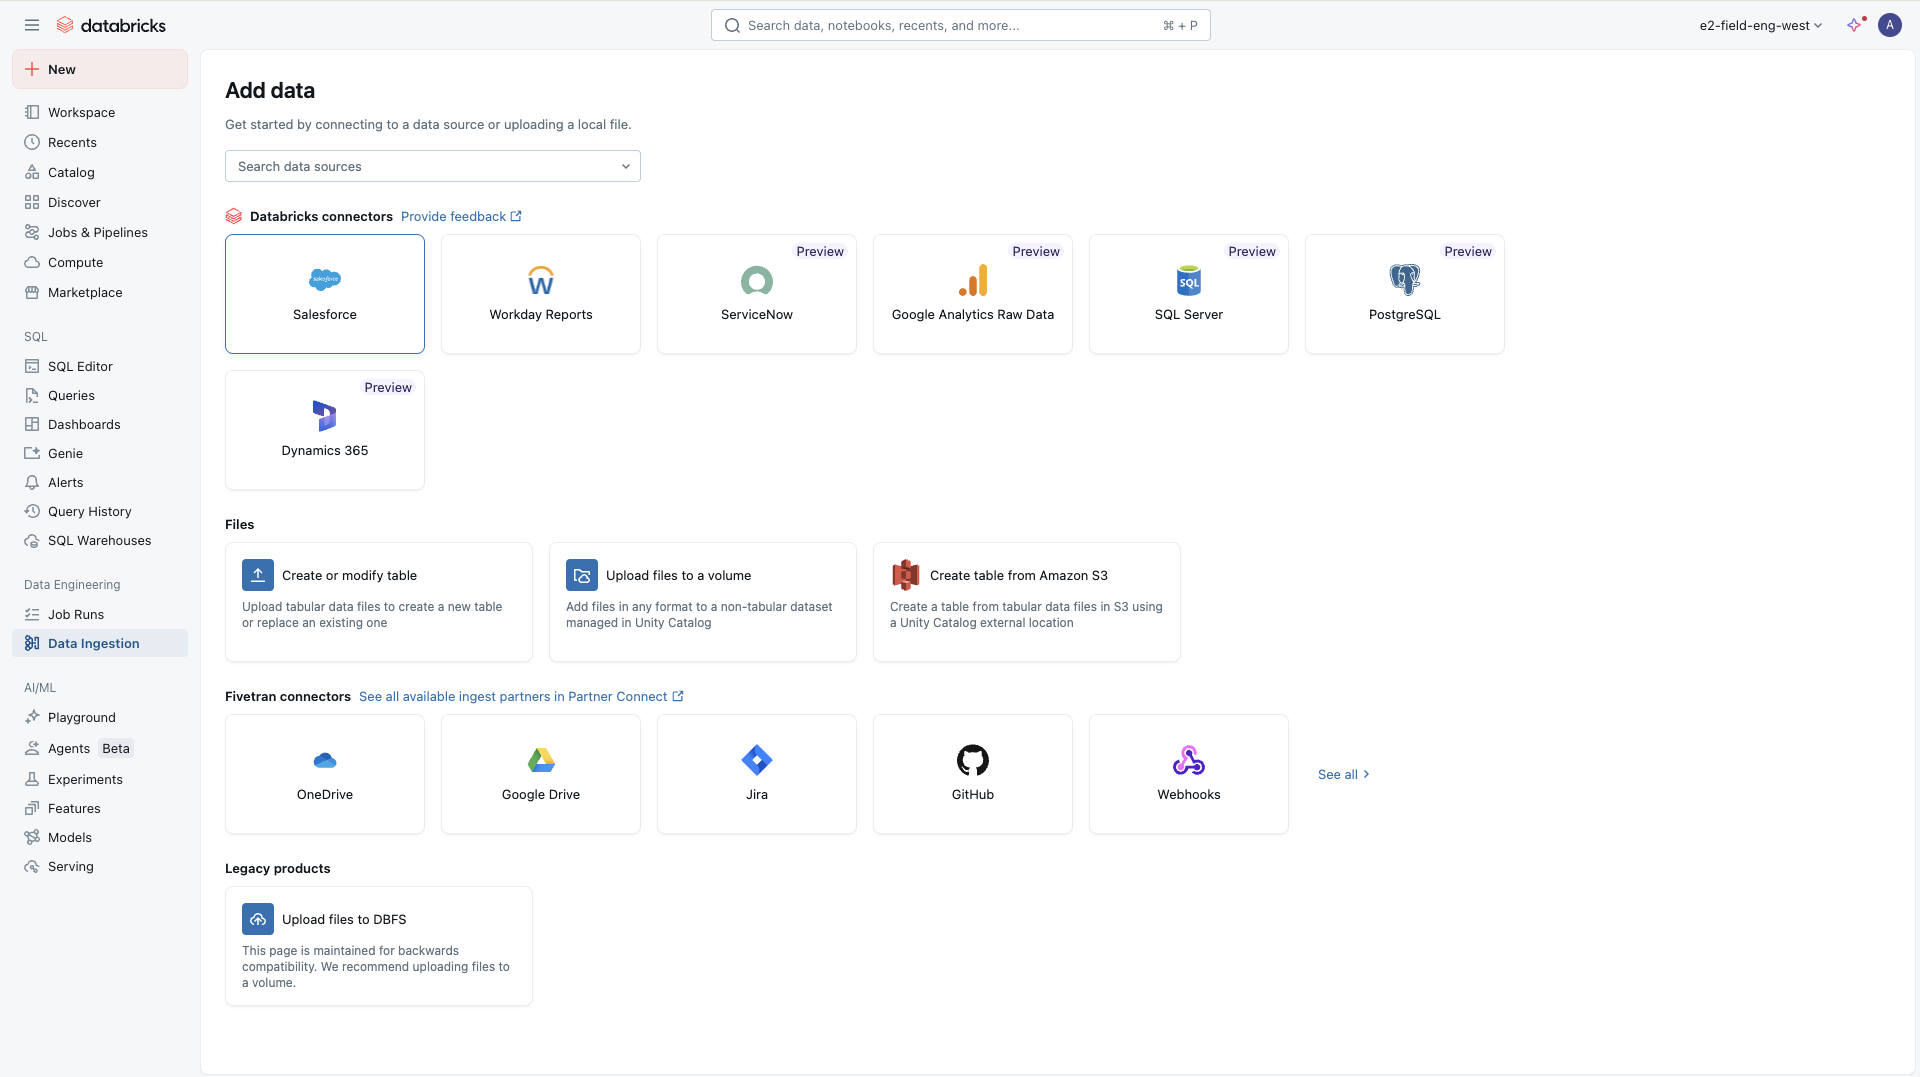 databricks
Search data, notebooks, recents, and more...
⌘ + P
e2-field-eng-west
A
New
Workspace
Recents
Catalog
Discover
Jobs & Pipelines
Compute
Marketplace
SQL
SQL Editor
Queries
Dashboards
Genie
Alerts
Query History
SQL Warehouses
Data Engineering
Job Runs
Data Ingestion
AI/ML
Playground
Agents Beta
Experiments
Features
Models
Serving
Add data
Get started by connecting to a data source or uploading a local file.
Search data sources
Databricks connectors Provide feedback
salesforce
Salesforce
Workday Reports
Preview
ServiceNow
Preview
Google Analytics Raw Data
Preview
SQL
SQL Server
Preview
PostgreSQL
Preview
Dynamics 365
Files
Create or modify table
Upload tabular data files to create a new table
or replace an existing one
Upload files to a volume
Add files in any format to a non-tabular dataset
managed in Unity Catalog
Create table from Amazon S3
Create a table from tabular data files in S3 using
a Unity Catalog external location
Fivetran connectors See all available ingest partners in Partner Connect
OneDrive
Google Drive
Jira
GitHub
Webhooks
See all
Legacy products
Upload files to DBFS
This page is maintained for backwards
compatibility. We recommend uploading files to
a volume.